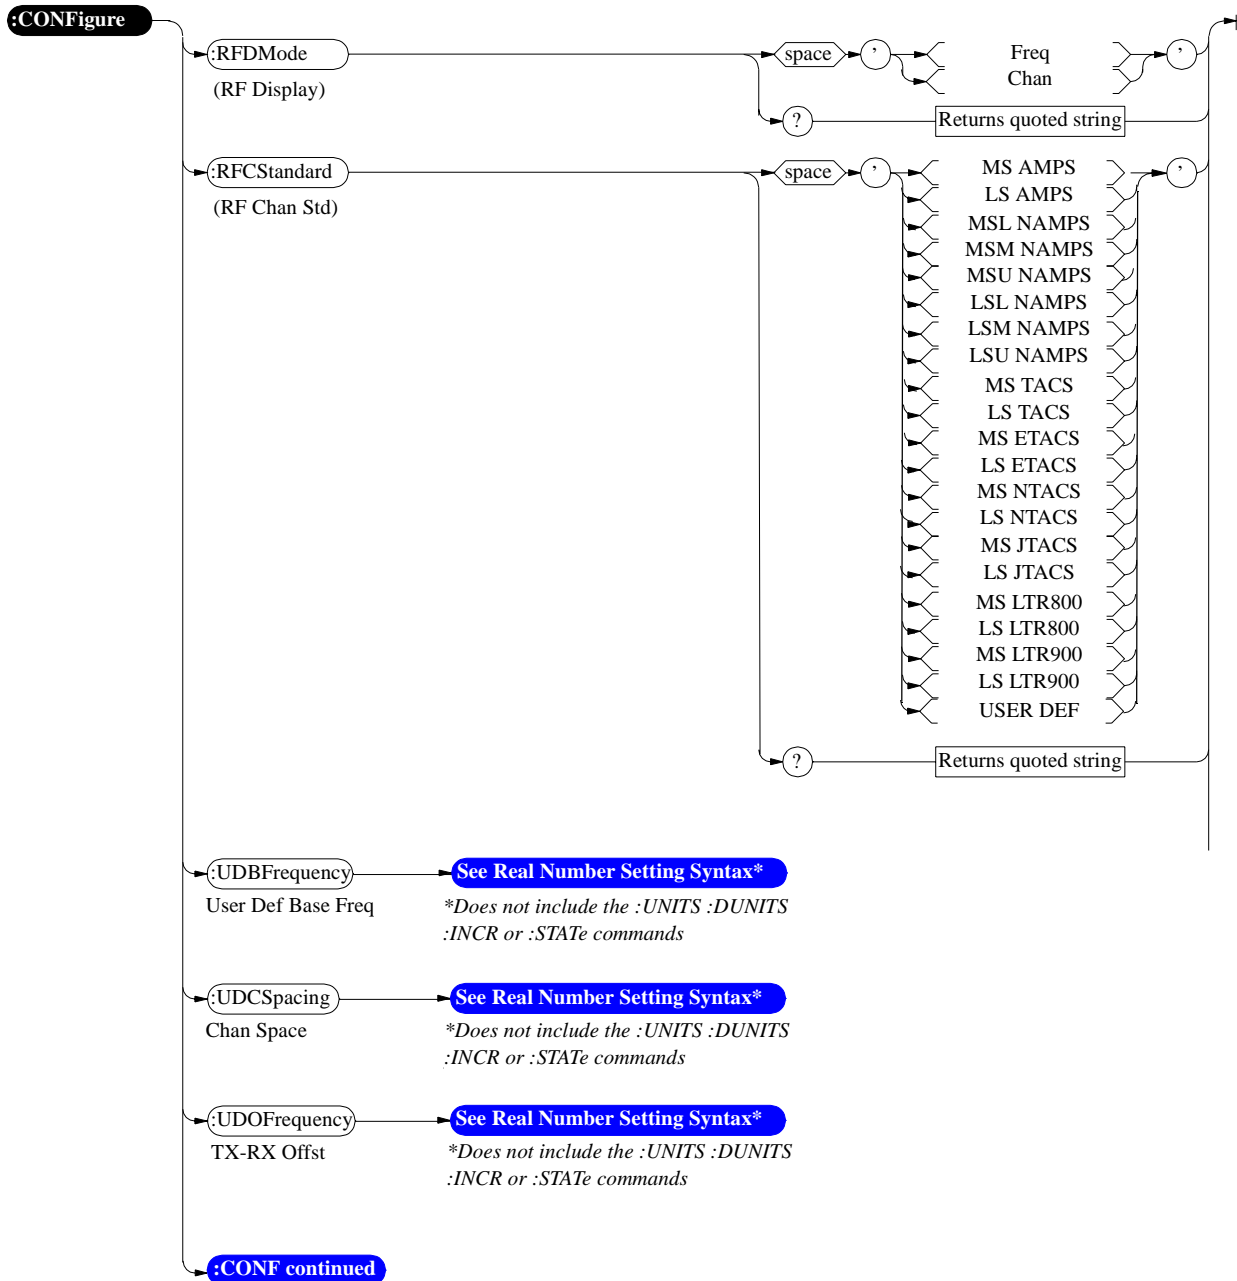 :CONFigure
:RFDMode
(RF Display)
space
’
Freq
Chan
’
?
Returns quoted string
:RFCStandard
(RF Chan Std)
space
’
MS AMPS
LS AMPS
MSL NAMPS
MSM NAMPS
MSU NAMPS
LSL NAMPS
LSM NAMPS
LSU NAMPS
MS TACS
LS TACS
MS ETACS
LS ETACS
MS NTACS
LS NTACS
MS JTACS
LS JTACS
MS LTR800
LS LTR800
MS LTR900
LS LTR900
USER DEF
’
?
Returns quoted string
:UDBFrequency
User Def Base Freq
See Real Number Setting Syntax*
*Does not include the :UNITS :DUNITS
:INCR or :STATe commands
:UDCSpacing
Chan Space
See Real Number Setting Syntax*
*Does not include the :UNITS :DUNITS
:INCR or :STATe commands
:UDOFrequency
TX-RX Offst
See Real Number Setting Syntax*
*Does not include the :UNITS :DUNITS
:INCR or :STATe commands
:CONF continued